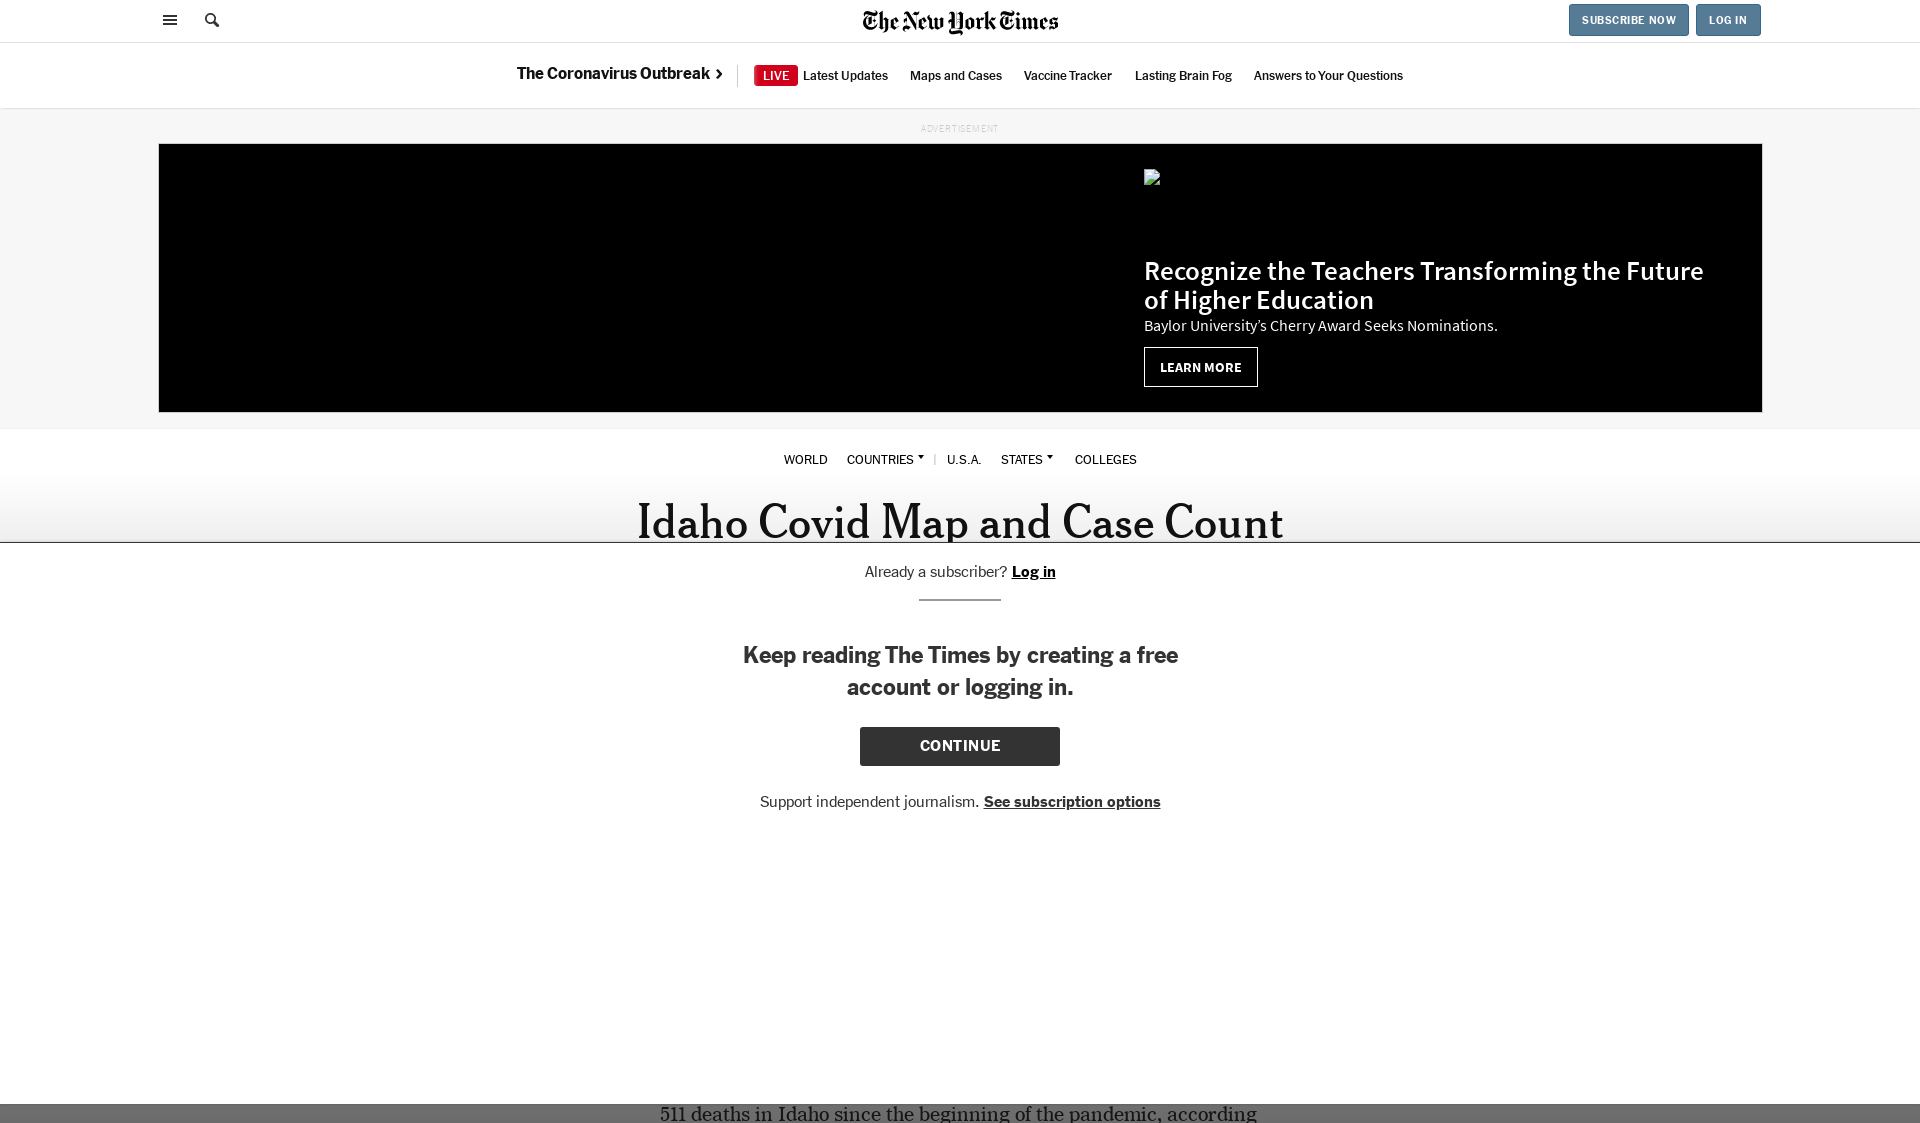 The New York Times
SUBSCRIBE NOW
LOG IN
The Coronavirus Outbreak ›
LIVE Latest Updates
Maps and Cases
Vaccine Tracker
Lasting Brain Fog
Answers to Your Questions
ADVERTISEMENT
Recognize the Teachers Transforming the Future
of Higher Education
Baylor University’s Cherry Award Seeks Nominations.
LEARN MORE
WORLD COUNTRIES | U.S.A. STATES COLLEGES
Idaho Covid Map and Case Count
Already a subscriber? Log in
Keep reading The Times by creating a free
account or logging in.
CONTINUE
Support independent journalism. See subscription options
511 deaths in Idaho since the beginning of the pandemic, according